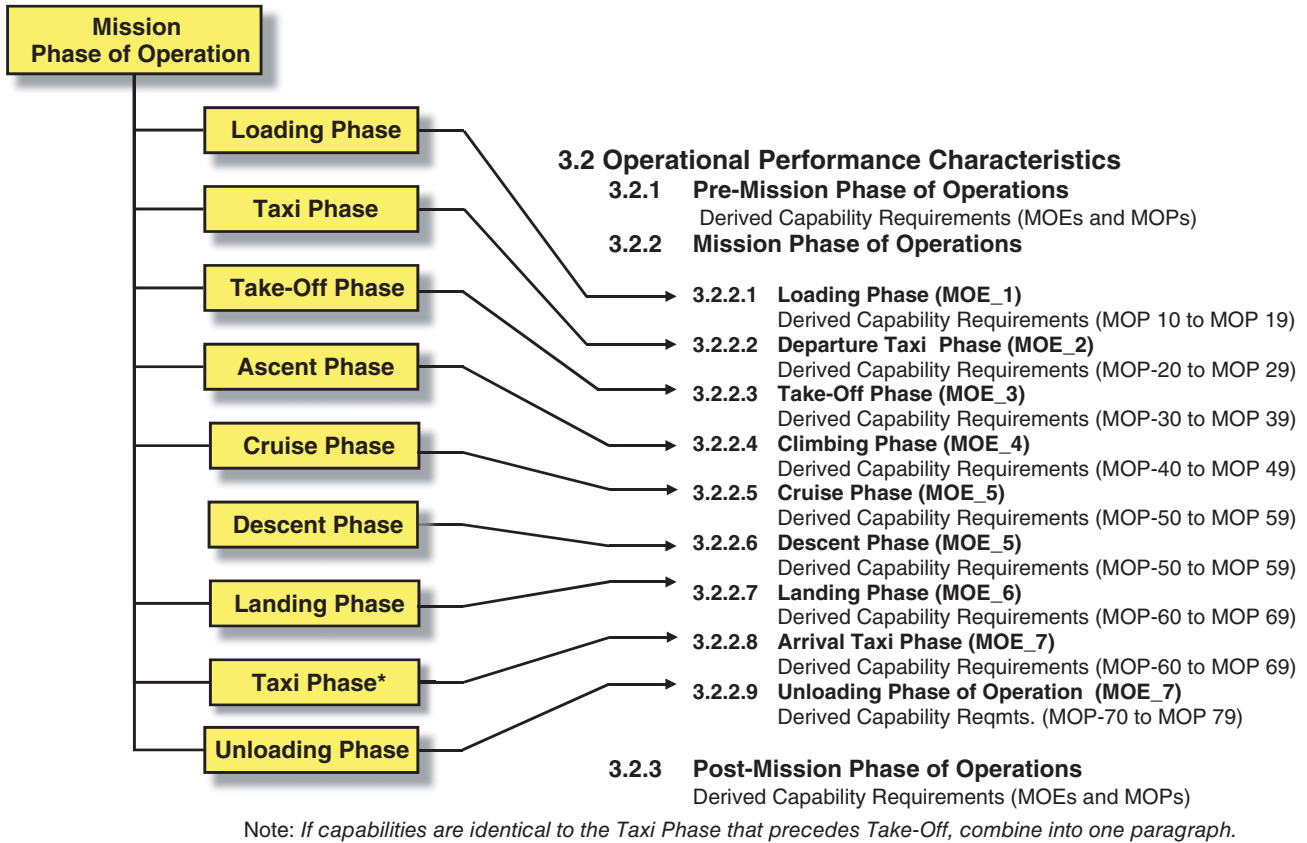 Mission
Phase of Operation
Loading Phase
Taxi Phase
Take-Off Phase
Ascent Phase
Cruise Phase
Descent Phase
Landing Phase
Taxi Phase*
Unloading Phase
3.2 Operational Performance Characteristics
3.2.1 Pre-Mission Phase of Operations
Derived Capability Requirements (MOEs and MOPs)
3.2.2 Mission Phase of Operations
3.2.2.1 Loading Phase (MOE_1)
Derived Capability Requirements (MOP 10 to MOP 19)
3.2.2.2 Departure Taxi Phase (MOE_2)
Derived Capability Requirements (MOP-20 to MOP 29)
3.2.2.3 Take-Off Phase (MOE_3)
Derived Capability Requirements (MOP-30 to MOP 39)
3.2.2.4 Climbing Phase (MOE_4)
Derived Capability Requirements (MOP-40 to MOP 49)
3.2.2.5 Cruise Phase (MOE_5)
Derived Capability Requirements (MOP-50 to MOP 59)
3.2.2.6 Descent Phase (MOE_5)
Derived Capability Requirements (MOP-50 to MOP 59)
3.2.2.7 Landing Phase (MOE_6)
Derived Capability Requirements (MOP-60 to MOP 69)
3.2.2.8 Arrival Taxi Phase (MOE_7)
Derived Capability Requirements (MOP-60 to MOP 69)
3.2.2.9 Unloading Phase of Operation (MOE_7)
Derived Capability Reqmts. (MOP-70 to MOP 79)
3.2.3 Post-Mission Phase of Operations
Derived Capability Requirements (MOEs and MOPs)
Note: If capabilities are identical to the Taxi Phase that precedes Take-Off, combine into one paragraph.